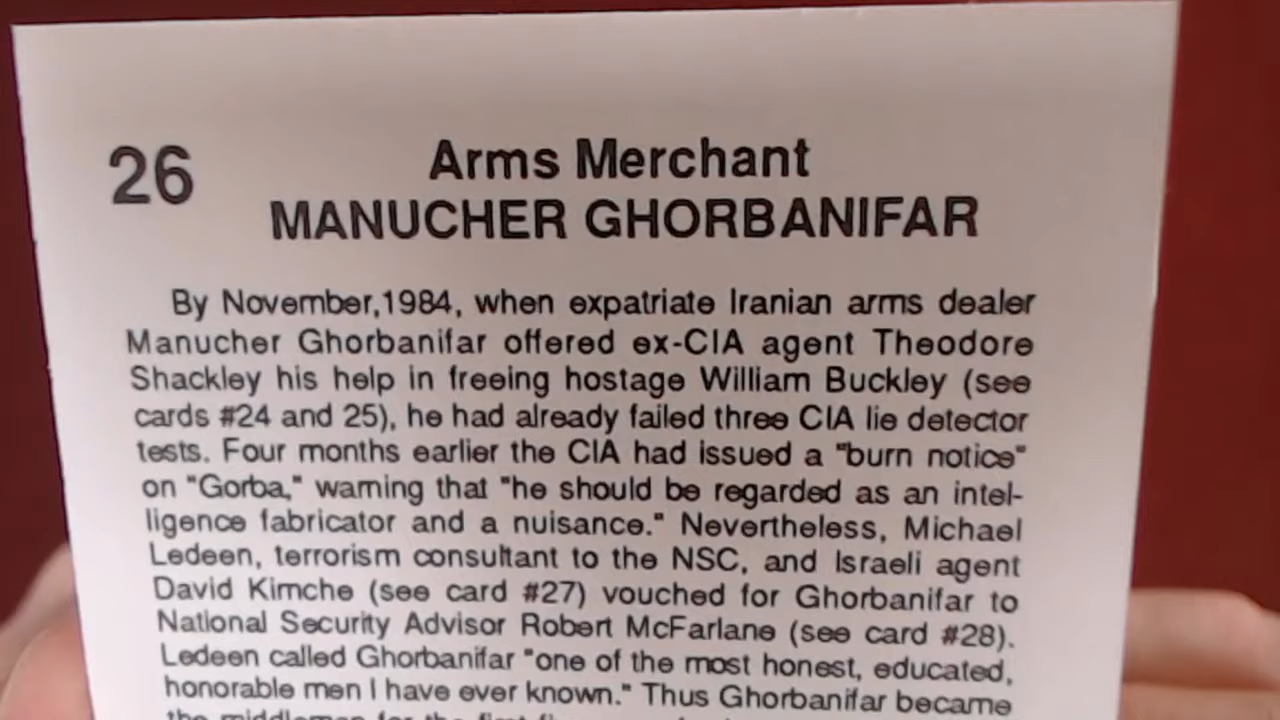 26
Arms Merchant
MANUCHER GHORBANIFAR
By November,1984, when expatriate Iranian arms dealer
Manucher Ghorbanifar offered ex-CIA agent Theodore
Shackley his help in freeing hostage William Buckley (see
cards #24 and 25), he had already failed three CIA lie detector
tests. Four months earlier the CIA had issued a "burn notice"
on "Gorba," warning that "he should be regarded as an intel-
ligence fabricator and a nuisance." Nevertheless, Michael
Ledeen, terrorism consultant to the NSC, and Israeli agent
David Kimche (see card #27) vouched for Ghorbanifar to
National Security Advisor Robert McFarlane (see card #28).
Ledeen called Ghorbanifar "one of the most honest, educated,
honorable men I have ever known." Thus Ghorbanifar became
the middleman for the first